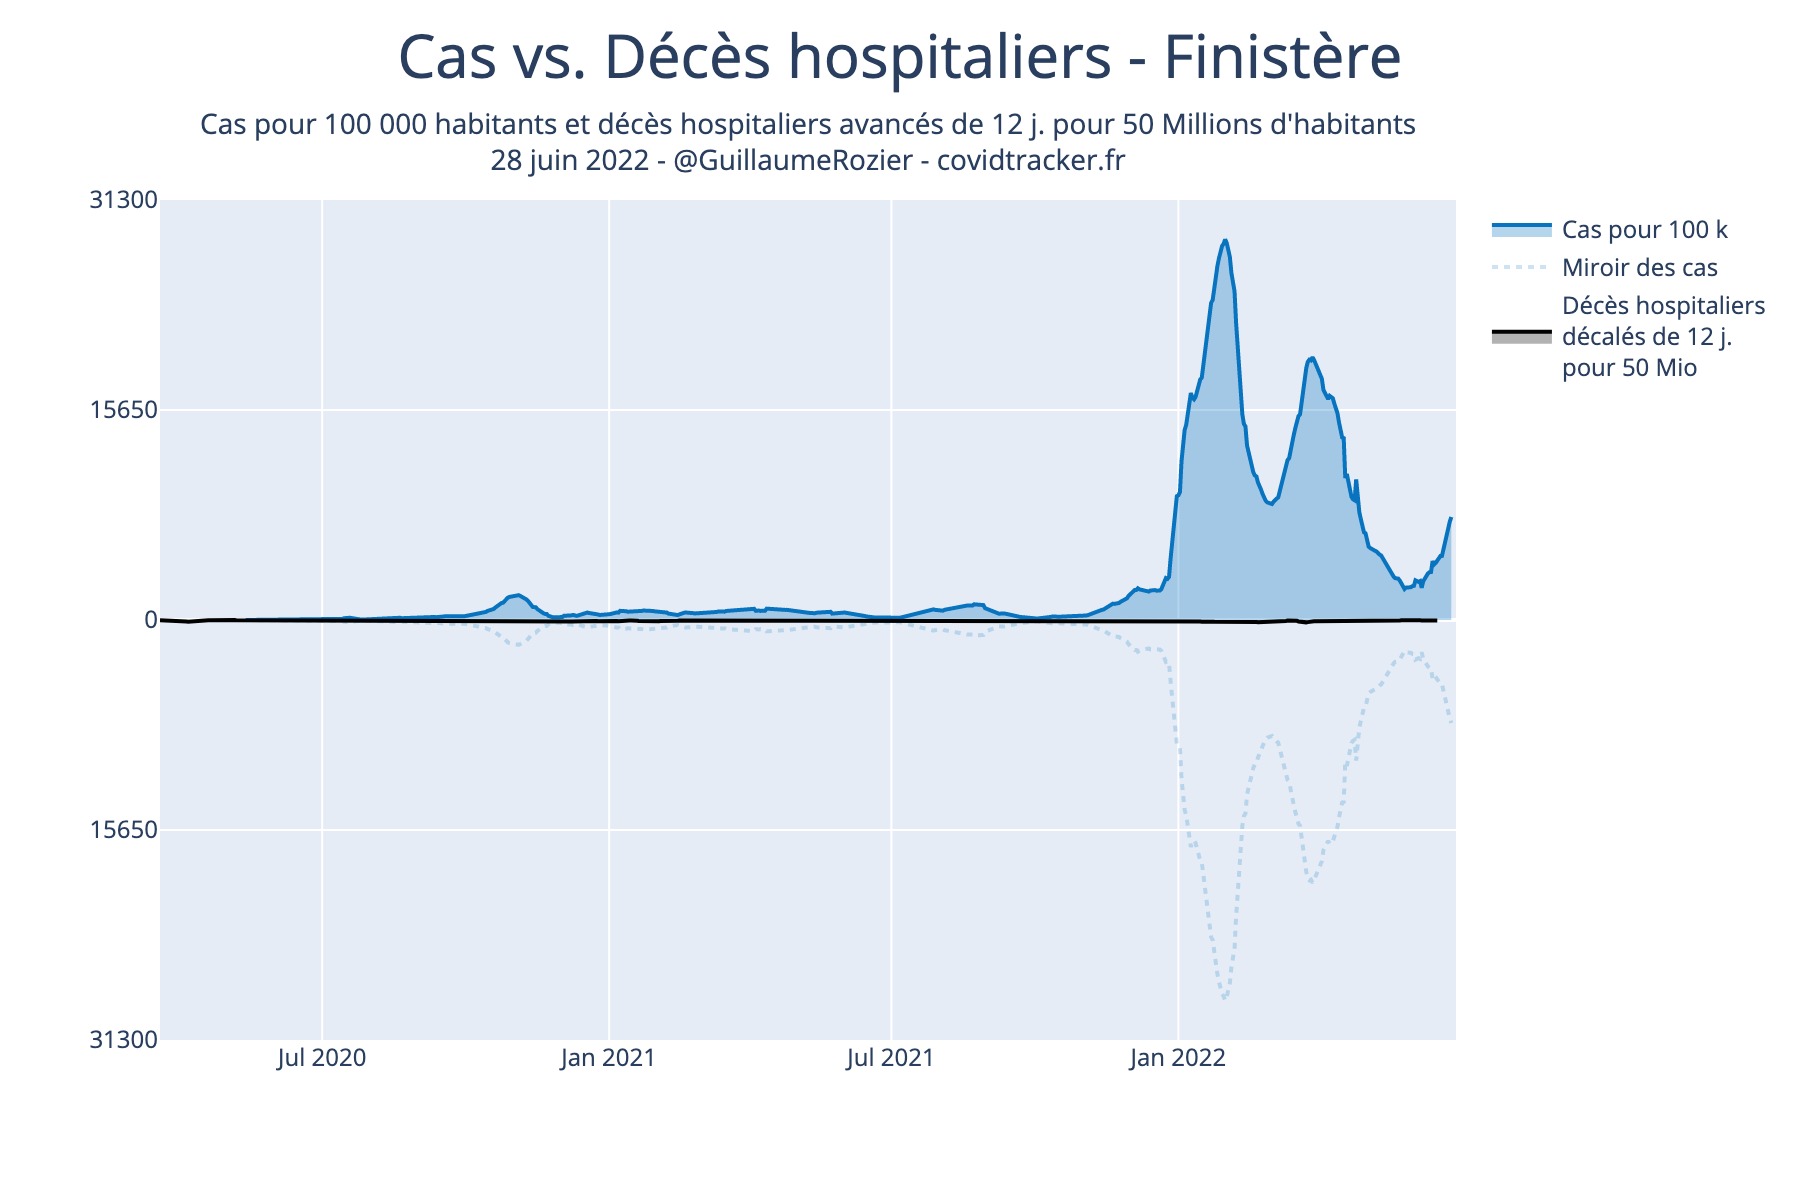 Cas vs. Décès hospitaliers - Finistère
Cas pour 100 000 habitants et décès hospitaliers avancés de 12 j. pour 50 Millions d'habitants
28 juin 2022 - @GuillaumeRozier - covidtracker.fr
31300
15650
0
15650
31300
Jul 2020
Jan 2021
Jul 2021
Jan 2022
Cas pour 100 k
Miroir des cas
Décès hospitaliers
décalés de 12 j.
pour 50 Mio